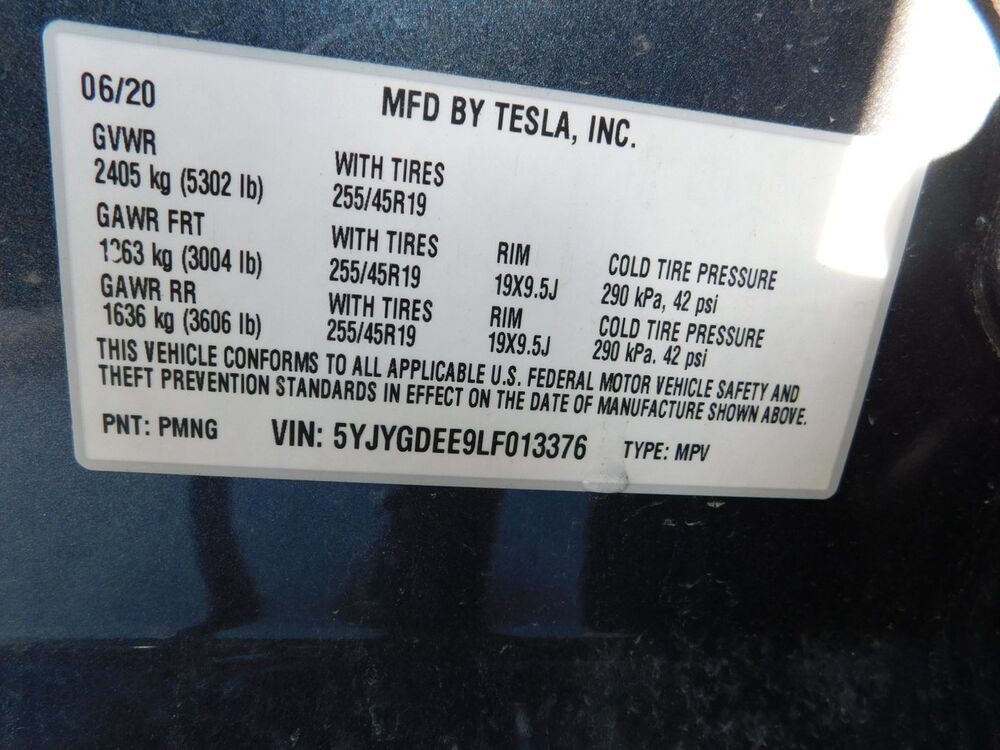 06/20
MFD BY TESLA, INC.
GVWR
2405 kg (5302 lb)
WITH TIRES
255/45R19
GAWR FRT
1363 kg (3004 lb)
WITH TIRES
255/45R19
RIM
19X9.5J
COLD TIRE PRESSURE
290 kPa, 42 psi
GAWR RR
1636 kg (3606 lb)
WITH TIRES
255/45R19
RIM
19X9.5J
COLD TIRE PRESSURE
290 kPa. 42 psi
THIS VEHICLE CONFORMS TO ALL APPLICABLE U.S. FEDERAL MOTOR VEHICLE SAFETY AND
THEFT PREVENTION STANDARDS IN EFFECT ON THE DATE OF MANUFACTURE SHOWN ABOVE.
PNT: PMNG
VIN: 5YJYGDEE9LF013376
TYPE: MPV